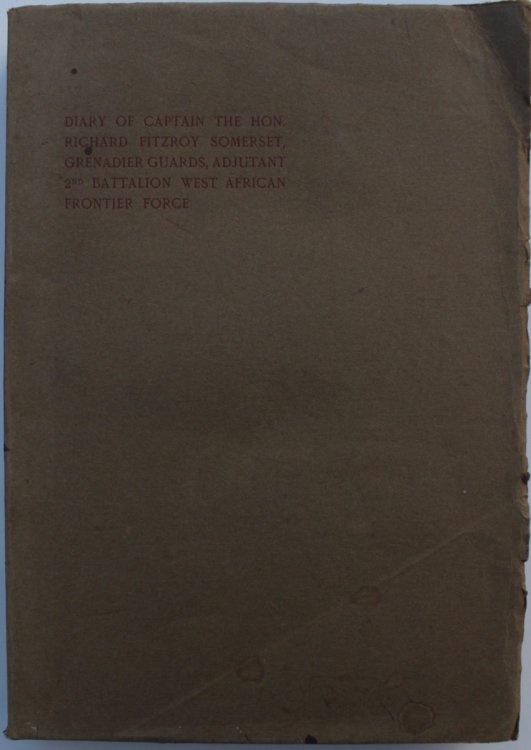 DIARY OF CAPTAIN THE HON.
RICHARD FITZROY SOMERSET,
GRENADIER GUARDS, ADJUTANT
2ND BATTALION WEST AFRICAN
FRONTIER FORCE